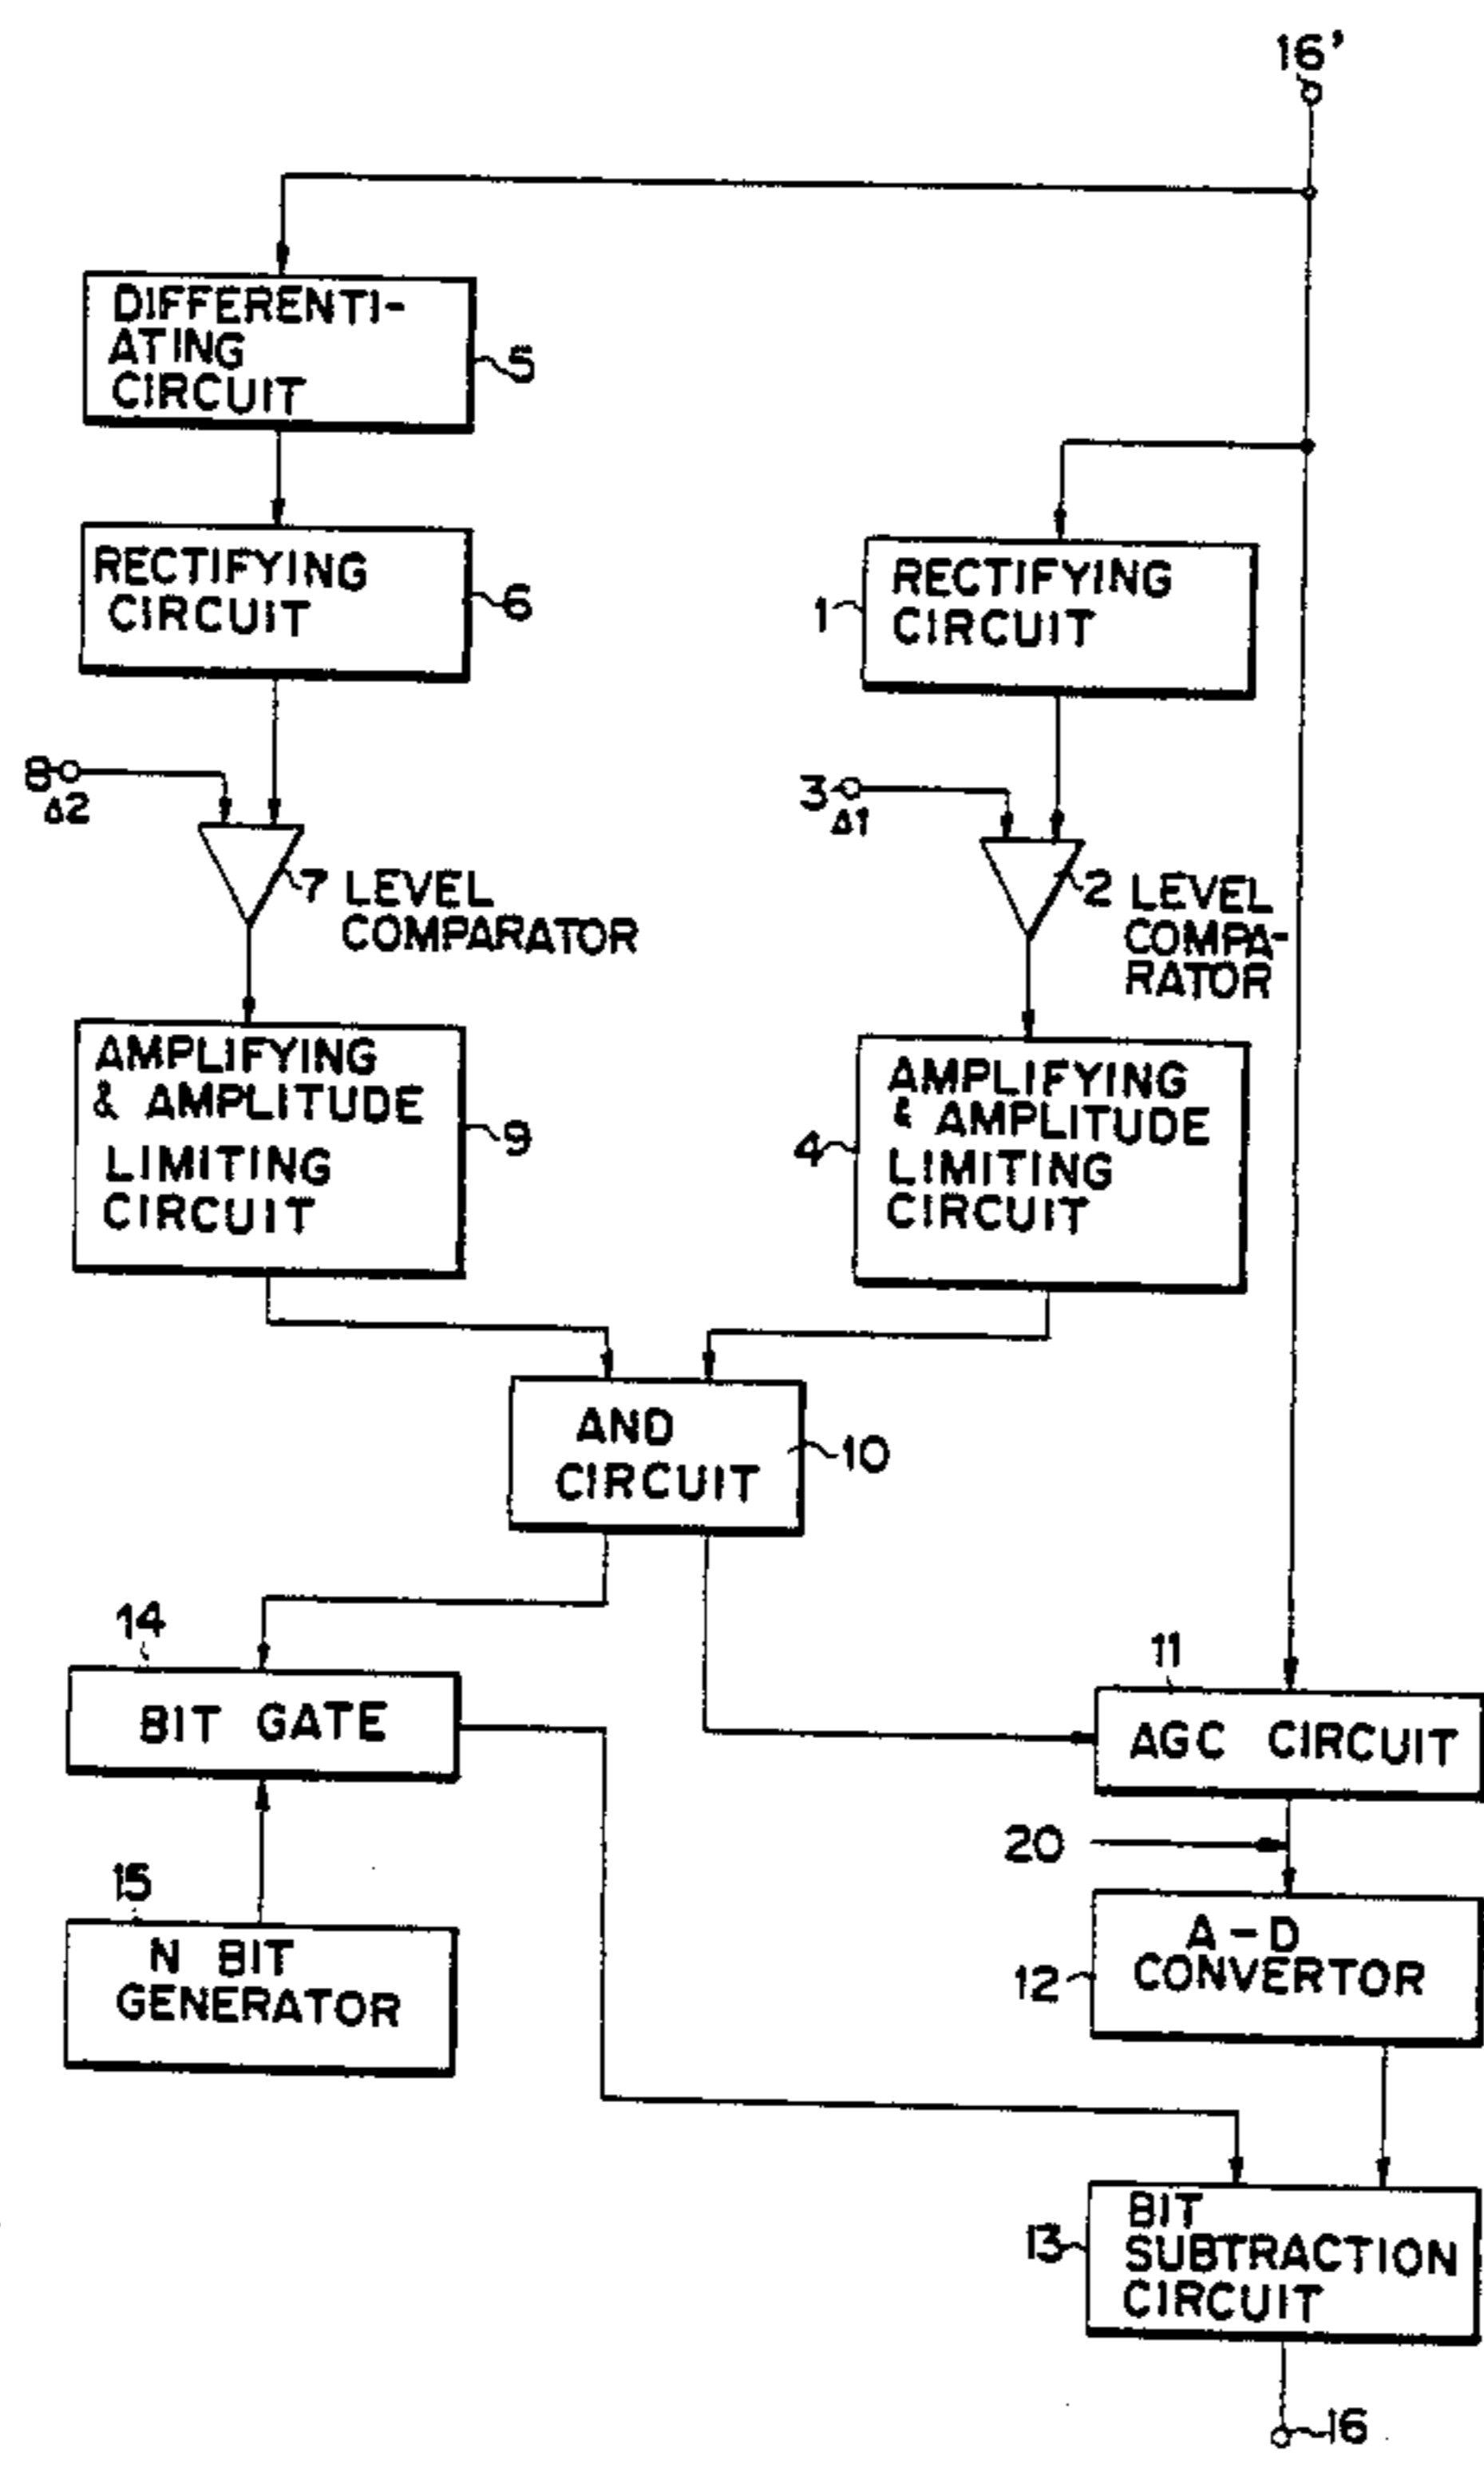 16'
DIFFERENTI-
ATING
CIRCUIT
5
RECTIFYING
CIRCUIT
6
RECTIFYING
CIRCUIT
1
8
Δ2
3
Δ1
7 LEVEL
COMPARATOR
2 LEVEL
COMPA-
RATOR
AMPLIFYING
& AMPLITUDE
LIMITING
CIRCUIT
9
AMPLIFYING
& AMPLITUDE
LIMITING
CIRCUIT
4
AND
CIRCUIT
10
14
BIT GATE
11
AGC CIRCUIT
20
15
N BIT
GENERATOR
A-D
CONVERTOR
12
BIT
SUBTRACTION
CIRCUIT
13
16